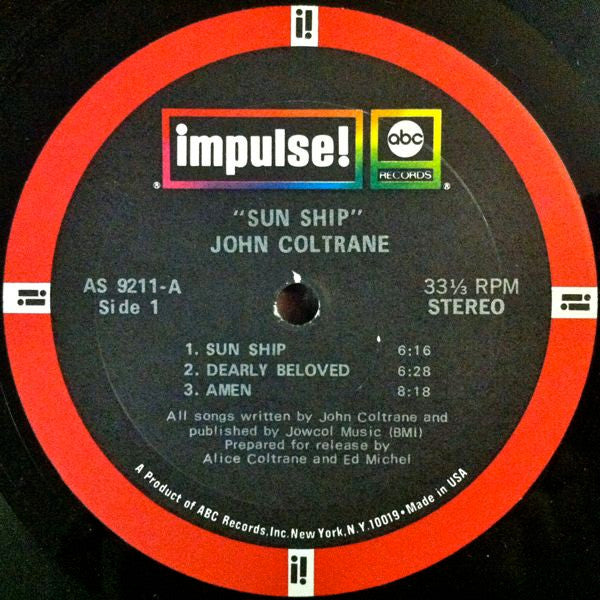 i!
impulse! abc
RECORDS
® ®
"SUN SHIP"
JOHN COLTRANE
AS 9211-A 33⅓ RPM
Side 1 STEREO
i! i!
1. SUN SHIP 6:16
2. DEARLY BELOVED 6:28
3. AMEN 8:18
All songs written by John Coltrane and
published by Jowcol Music (BMI)
Prepared for release by
Alice Coltrane and Ed Michel
A Product of ABC Records, Inc. New York, N.Y. 10019 • Made in USA
i!